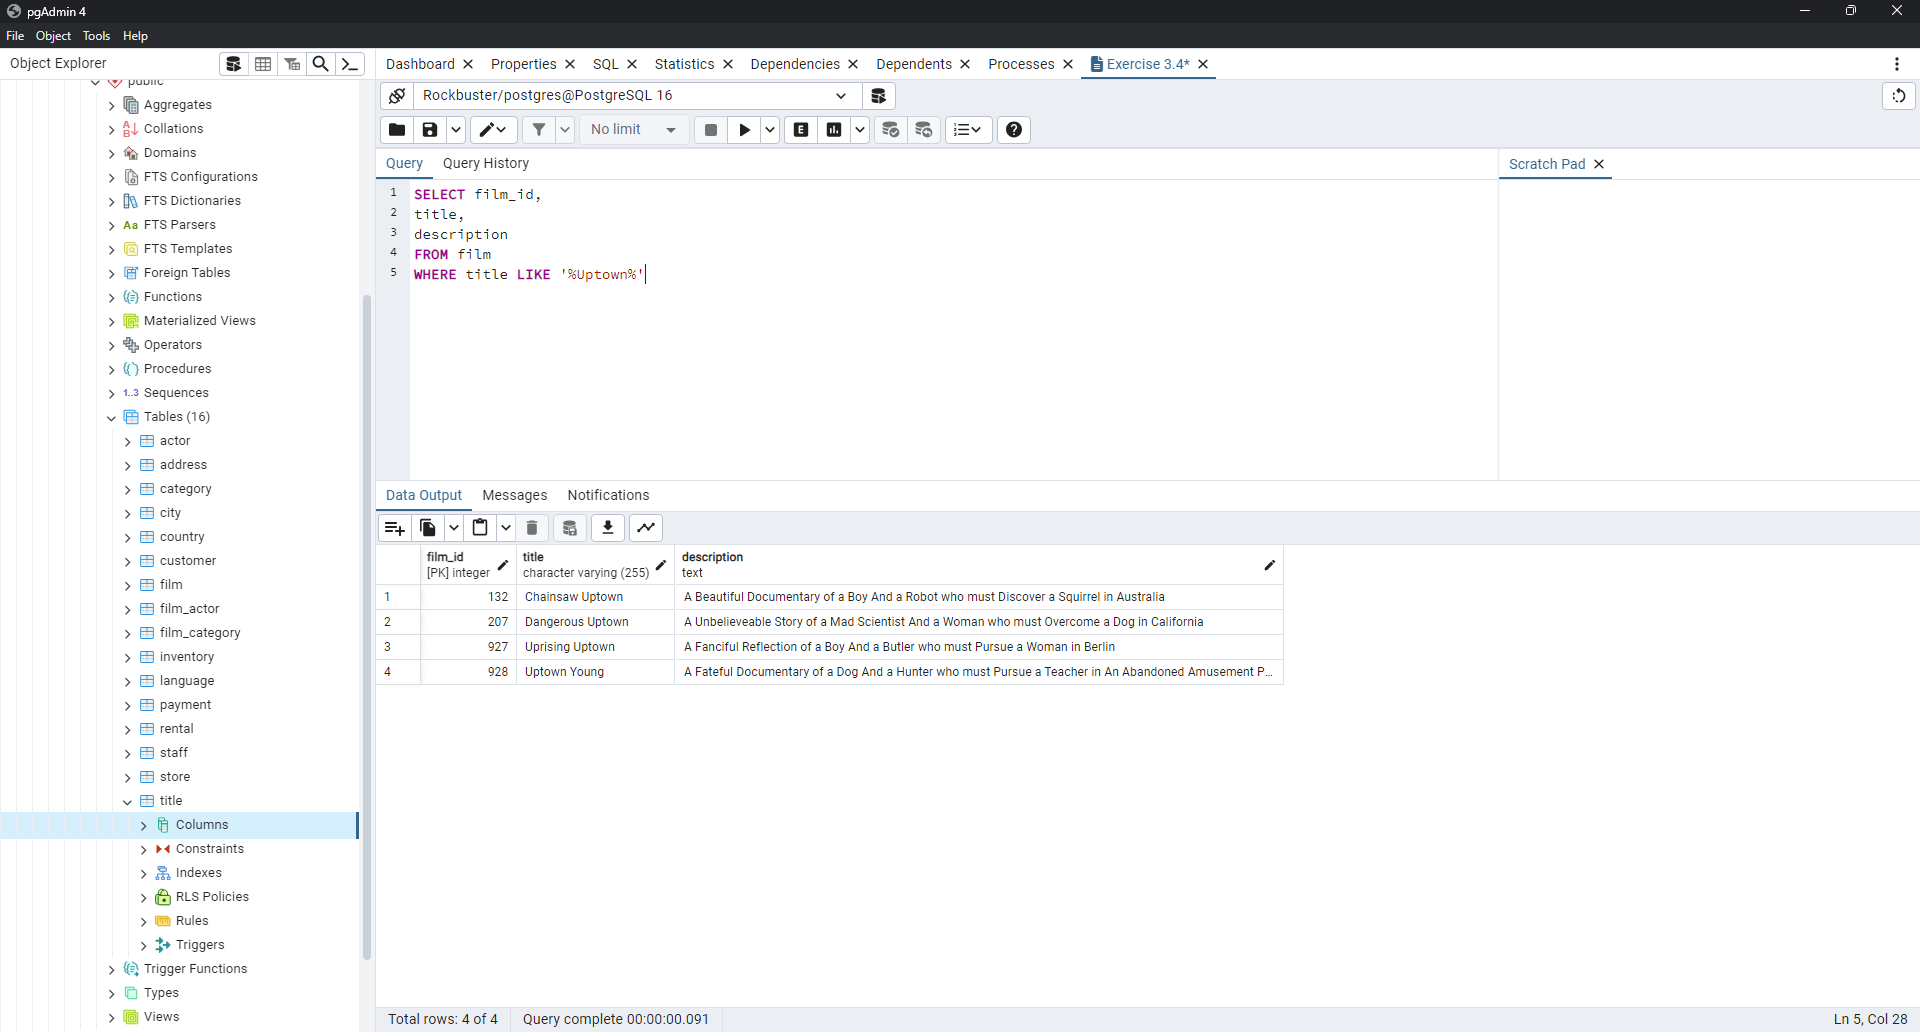 pgAdmin 4
File Object Tools Help
Object Explorer
Dashboard Properties SQL Statistics Dependencies Dependents Processes Exercise 3.4*
public
Aggregates
A↓ Collations
Domains
FTS Configurations
FTS Dictionaries
Aa FTS Parsers
FTS Templates
Foreign Tables
Functions
Materialized Views
Operators
Procedures
1..3 Sequences
Tables (16)
actor
address
category
city
country
customer
film
film_actor
film_category
inventory
language
payment
rental
staff
store
title
Columns
Constraints
Indexes
RLS Policies
Rules
Triggers
Trigger Functions
Types
Views
Rockbuster/postgres@PostgreSQL 16
No limit
E
Query Query History
Scratch Pad
1 SELECT film_id,
2 title,
3 description
4 FROM film
5 WHERE title LIKE '%Uptown%'
Data Output Messages Notifications
film_id title description
[PK] integer character varying (255) text
1 132 Chainsaw Uptown A Beautiful Documentary of a Boy And a Robot who must Discover a Squirrel in Australia
2 207 Dangerous Uptown A Unbelieveable Story of a Mad Scientist And a Woman who must Overcome a Dog in California
3 927 Uprising Uptown A Fanciful Reflection of a Boy And a Butler who must Pursue a Woman in Berlin
4 928 Uptown Young A Fateful Documentary of a Dog And a Hunter who must Pursue a Teacher in An Abandoned Amusement P...
Total rows: 4 of 4 Query complete 00:00:00.091 Ln 5, Col 28